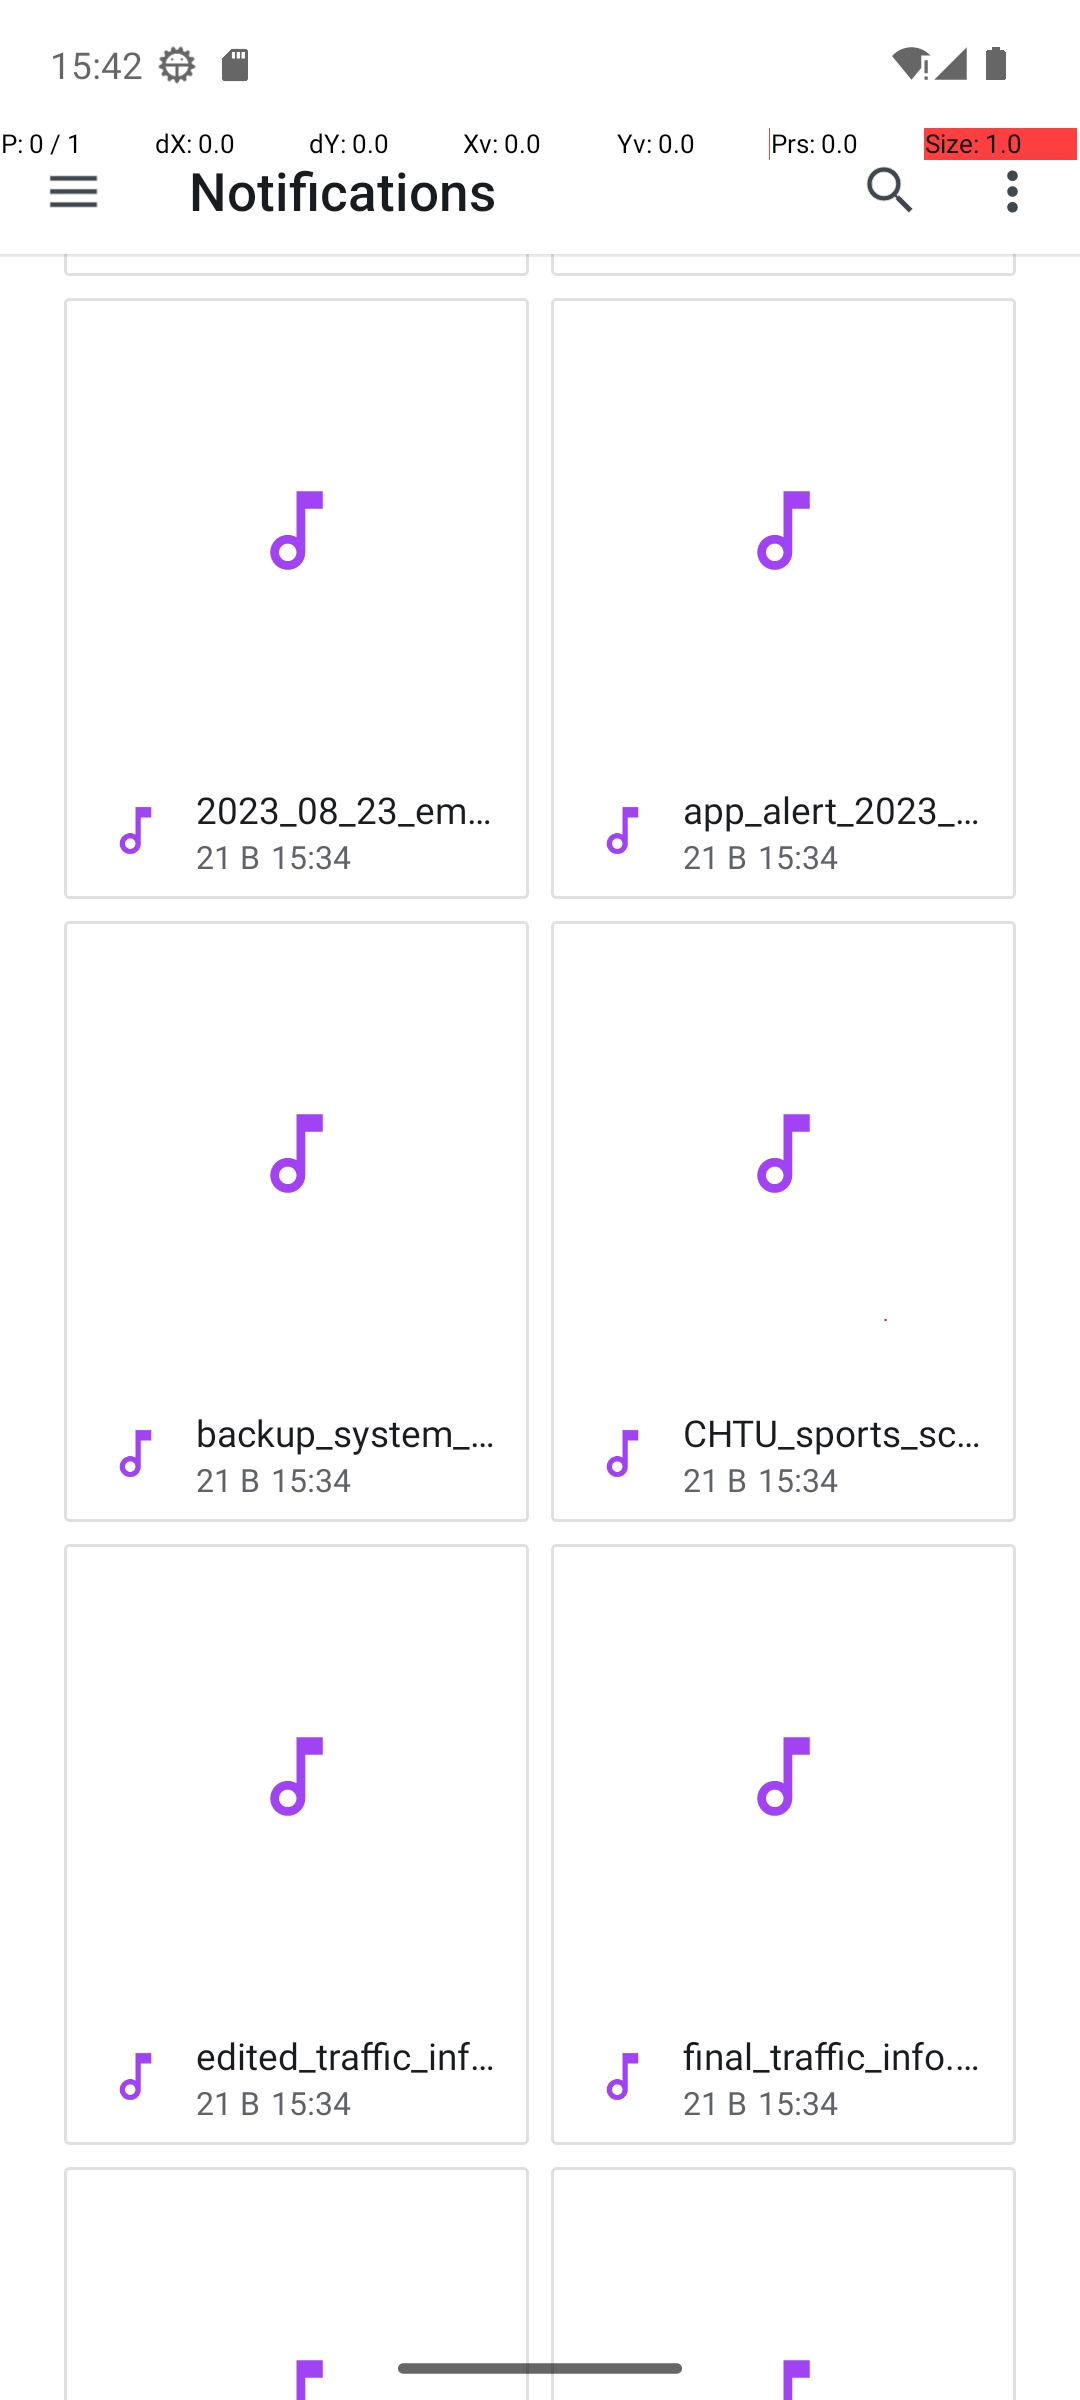 15:42
P: 0 / 1 dX: 0.0 dY: 0.0 Xv: 0.0 Yv: 0.0 Prs: 0.0 Size: 1.0
Notifications
2023_08_23_em...
21 B 15:34
app_alert_2023_...
21 B 15:34
backup_system_...
21 B 15:34
CHTU_sports_sc...
21 B 15:34
edited_traffic_inf...
21 B 15:34
final_traffic_info....
21 B 15:34